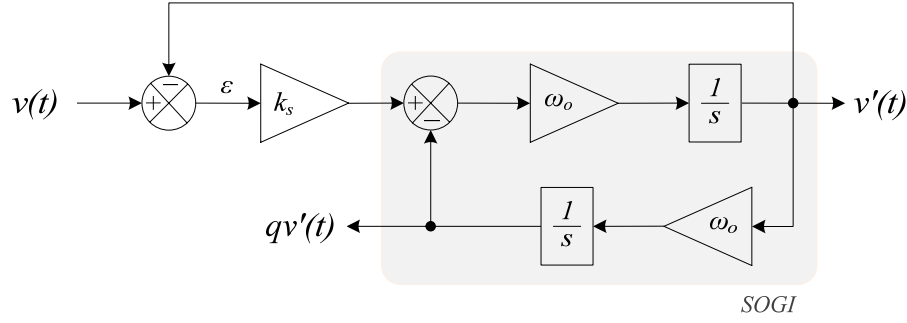 −
v(t)
+
ε
k_s
+
−
ω_o
1
s
v'(t)
qv'(t)
1
s
ω_o
SOGI